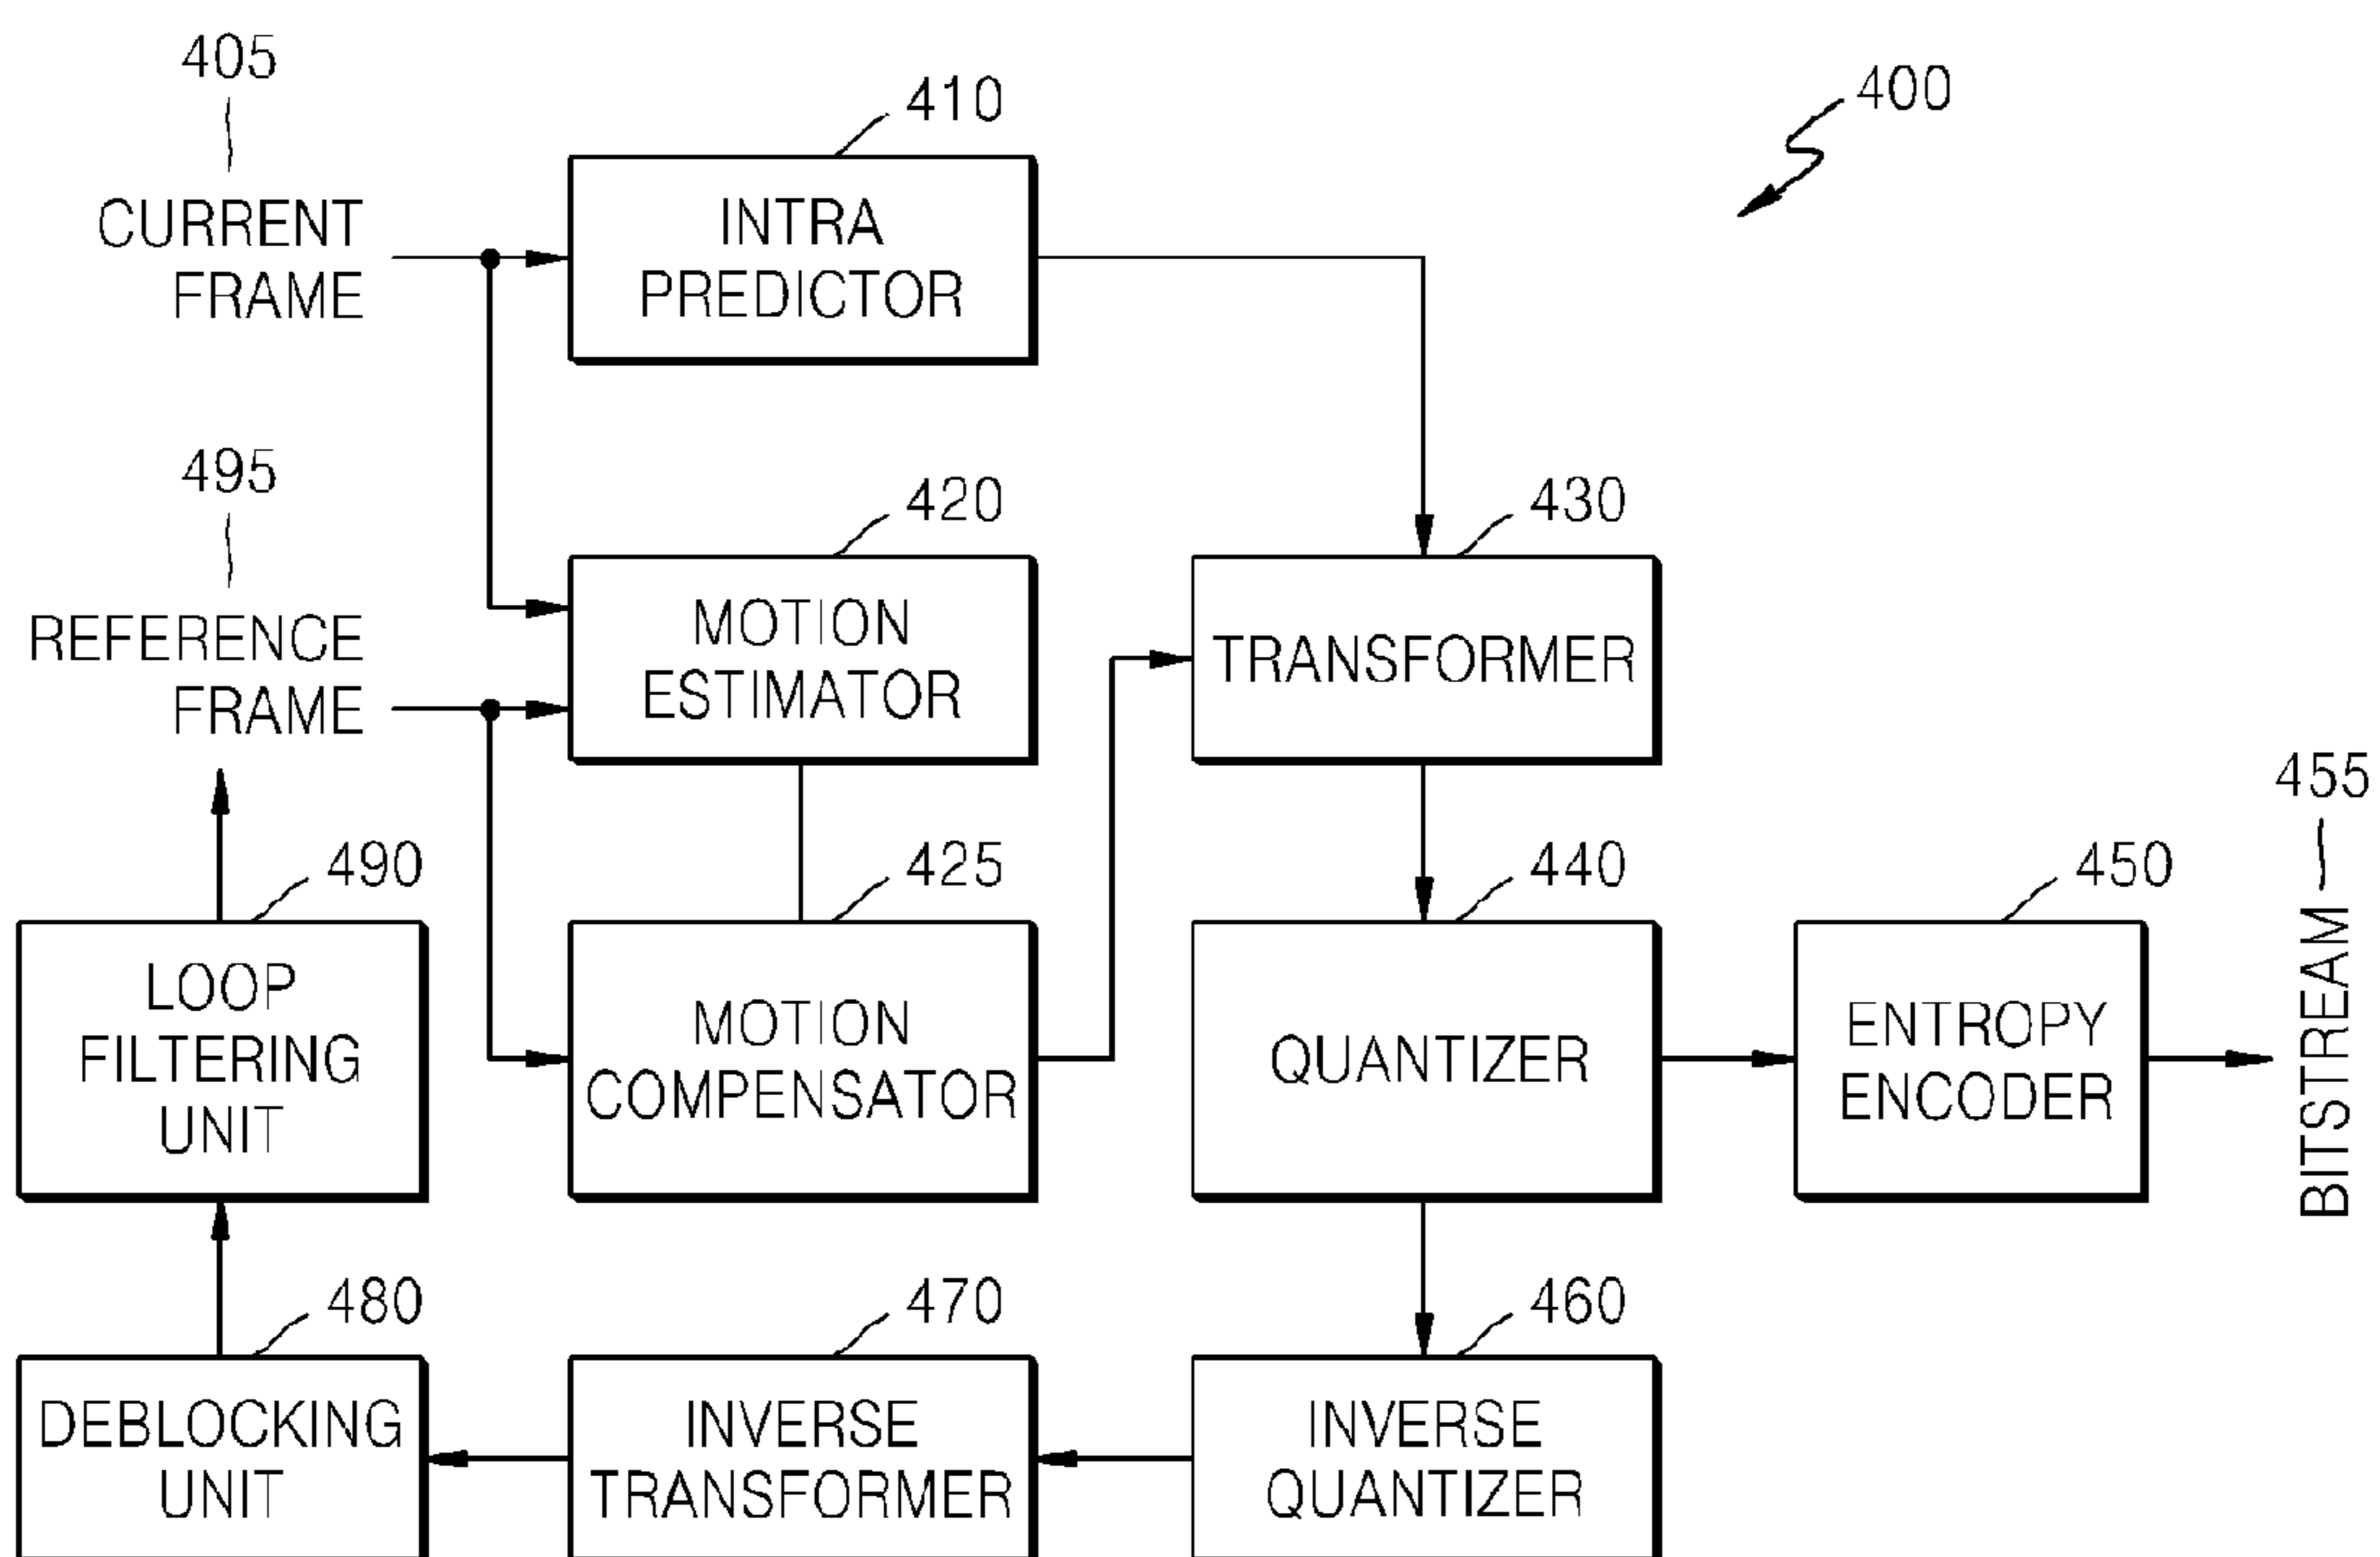 405
410
400
CURRENT
FRAME
INTRA
PREDICTOR
495
420
430
REFERENCE
FRAME
MOTION
ESTIMATOR
TRANSFORMER
455
490
425
440
450
LOOP
FILTERING
UNIT
MOTION
COMPENSATOR
QUANTIZER
ENTROPY
ENCODER
BITSTREAM
480
470
460
DEBLOCKING
UNIT
INVERSE
TRANSFORMER
INVERSE
QUANTIZER